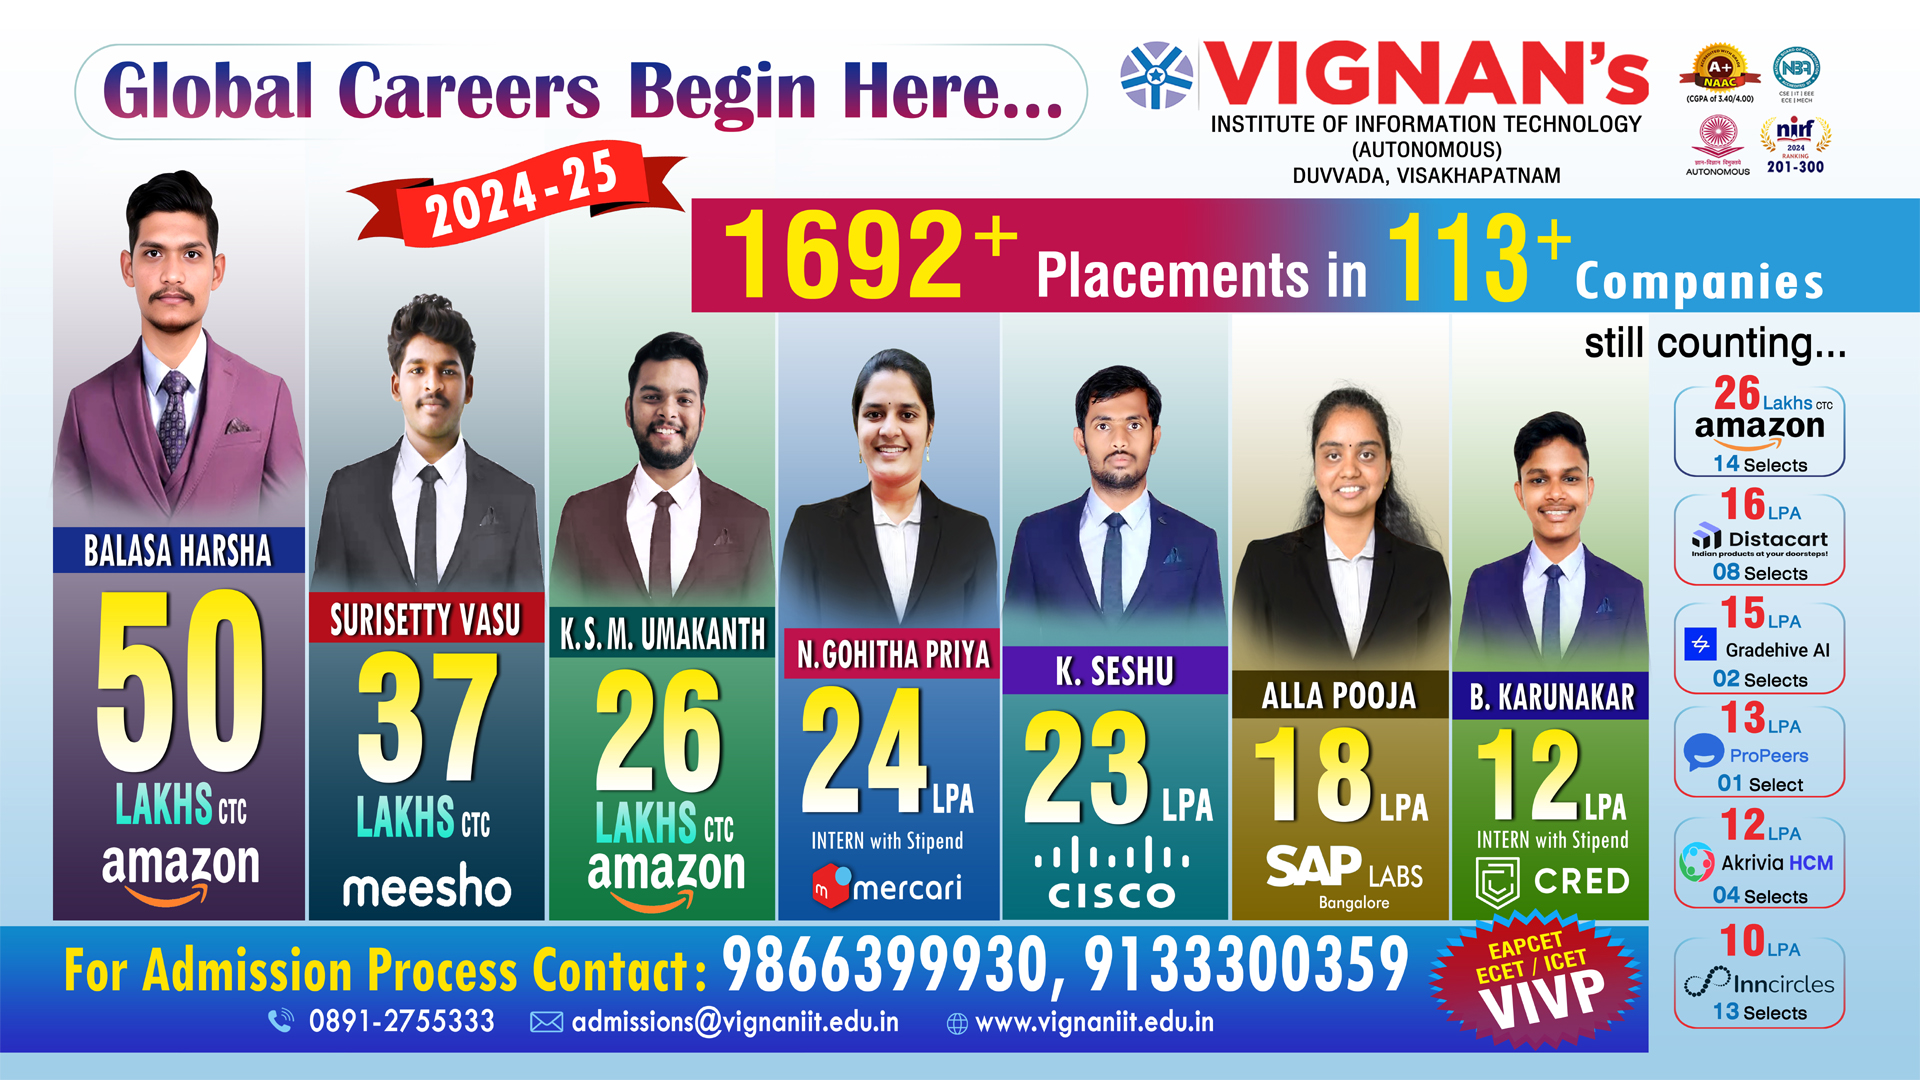 Global Careers Begin Here...
VIGNAN's
INSTITUTE OF INFORMATION TECHNOLOGY
(AUTONOMOUS)
DUVVADA, VISAKHAPATNAM
A+
NAAC
(CGPA of 3.40/4.00)
NBA
CSE | IT | EEE
ECE | MECH
ज्ञान-विज्ञान विमुक्तये
AUTONOMOUS
nirf
2024
RANKING
201-300
2024-25
1692+ Placements in 113+ Companies
still counting...
BALASA HARSHA
50
LAKHS CTC
amazon
SURISETTY VASU
37
LAKHS CTC
meesho
K.S.M. UMAKANTH
26
LAKHS CTC
amazon
N.GOHITHA PRIYA
24 LPA
INTERN with Stipend
mercari
K. SESHU
23 LPA
CISCO
ALLA POOJA
18 LPA
SAP LABS
Bangalore
B. KARUNAKAR
12 LPA
INTERN with Stipend
CRED
26 Lakhs CTC
amazon
14 Selects
16 LPA
Distacart
Indian products at your doorsteps!
08 Selects
15 LPA
Gradehive AI
02 Selects
13 LPA
ProPeers
01 Select
12 LPA
Akrivia HCM
04 Selects
10 LPA
Inncircles
13 Selects
For Admission Process Contact: 9866399930, 9133300359
0891-2755333 admissions@vignaniit.edu.in www.vignaniit.edu.in
EAPCET
ECET / ICET
VIVP